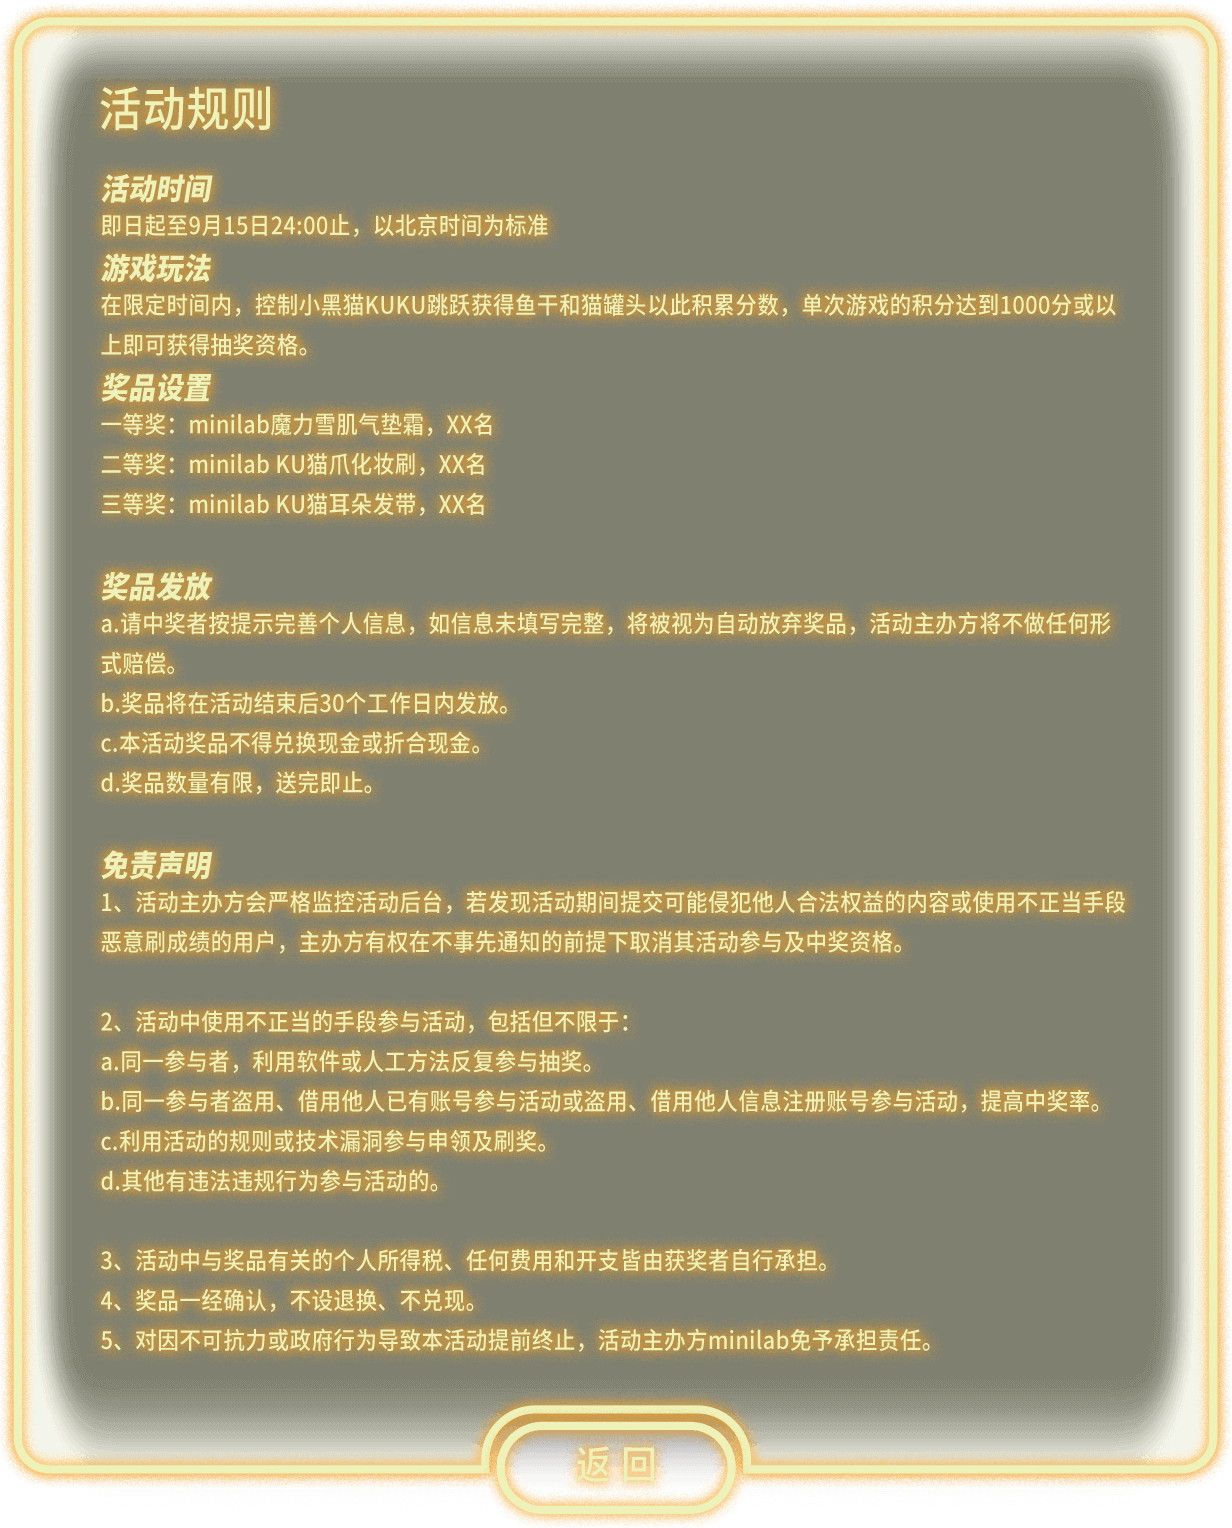 活动规则
活动时间
即日起至9月15日24:00止，以北京时间为标准
游戏玩法
在限定时间内，控制小黑猫KUKU跳跃获得鱼干和猫罐头以此积累分数，单次游戏的积分达到1000分或以
上即可获得抽奖资格。
奖品设置
一等奖：minilab魔力雪肌气垫霜，XX名
二等奖：minilab KU猫爪化妆刷，XX名
三等奖：minilab KU猫耳朵发带，XX名
奖品发放
a.请中奖者按提示完善个人信息，如信息未填写完整，将被视为自动放弃奖品，活动主办方将不做任何形
式赔偿。
b.奖品将在活动结束后30个工作日内发放。
c.本活动奖品不得兑换现金或折合现金。
d.奖品数量有限，送完即止。
免责声明
1、活动主办方会严格监控活动后台，若发现活动期间提交可能侵犯他人合法权益的内容或使用不正当手段
恶意刷成绩的用户，主办方有权在不事先通知的前提下取消其活动参与及中奖资格。
2、活动中使用不正当的手段参与活动，包括但不限于：
a.同一参与者，利用软件或人工方法反复参与抽奖。
b.同一参与者盗用、借用他人已有账号参与活动或盗用、借用他人信息注册账号参与活动，提高中奖率。
c.利用活动的规则或技术漏洞参与申领及刷奖。
d.其他有违法违规行为参与活动的。
3、活动中与奖品有关的个人所得税、任何费用和开支皆由获奖者自行承担。
4、奖品一经确认，不设退换、不兑现。
5、对因不可抗力或政府行为导致本活动提前终止，活动主办方minilab免予承担责任。
返回